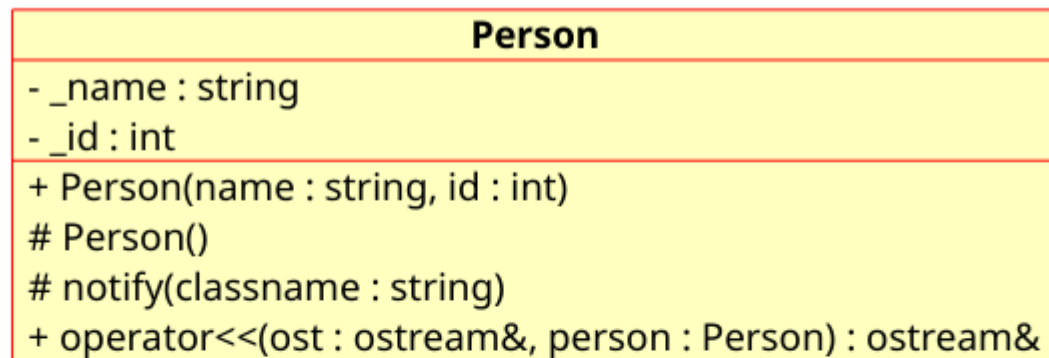 Person
- _name : string
- _id : int
+ Person(name : string, id : int)
# Person()
# notify(classname : string)
+ operator<<(ost : ostream&, person : Person) : ostream&